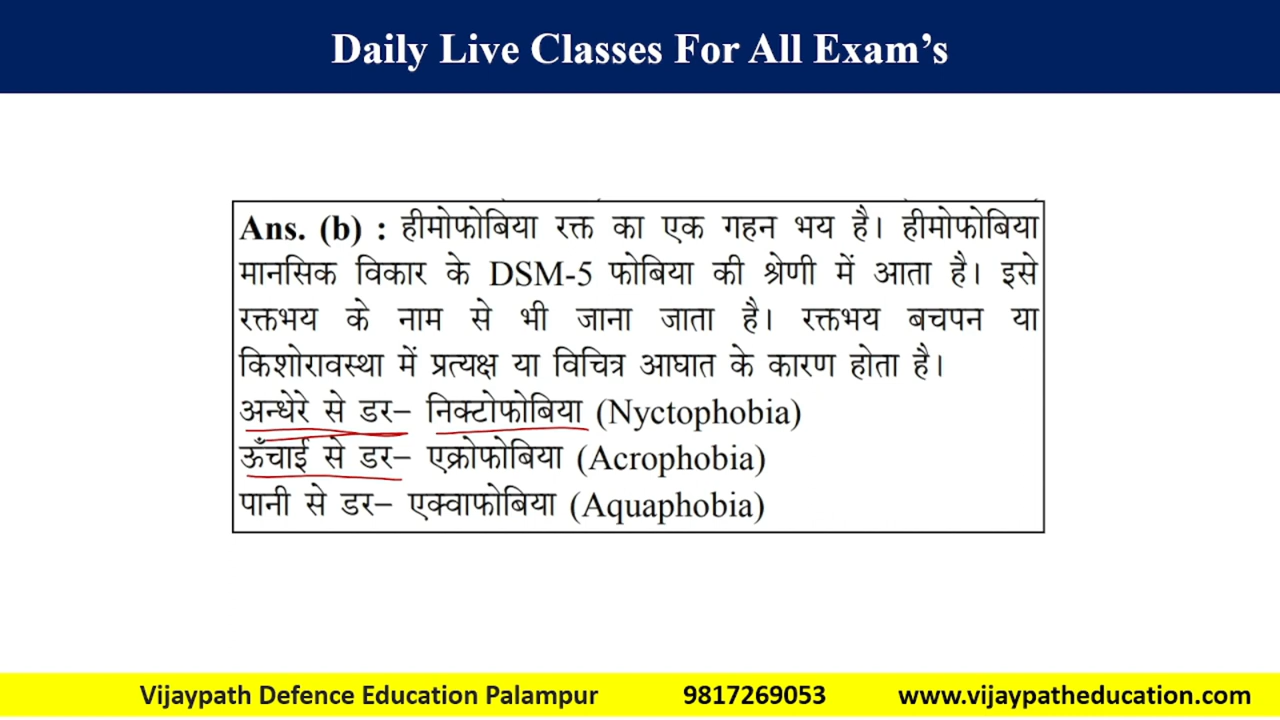 Daily Live Classes For All Exam’s
Ans. (b) : हीमोफोबिया रक्त का एक गहन भय है। हीमोफोबिया
मानसिक विकार के DSM-5 फोबिया की श्रेणी में आता है। इसे
रक्तभय के नाम से भी जाना जाता है। रक्तभय बचपन या
किशोरावस्था में प्रत्यक्ष या विचित्र आघात के कारण होता है।
अन्धेरे से डर– निक्टोफोबिया (Nyctophobia)
ऊँचाई से डर– एक्रोफोबिया (Acrophobia)
पानी से डर– एक्वाफोबिया (Aquaphobia)
Vijaypath Defence Education Palampur 9817269053 www.vijaypatheducation.com